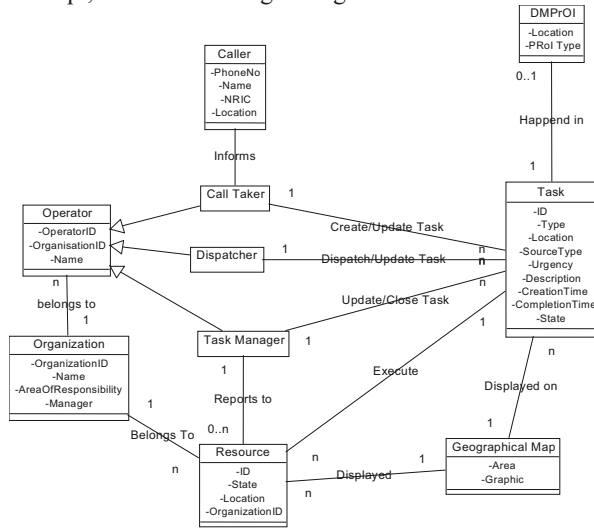 DMPrOI
-Location
-PRoI Type
0..1
Happend in
1
Caller
-PhoneNo
-Name
-NRIC
-Location
Informs
Call Taker
1
Create/Update Task
n
Operator
-OperatorID
-OrganisationID
-Name
n
belongs to
1
Dispatcher
1
Dispatch/Update Task
n
Task
-ID
-Type
-Location
-SourceType
-Urgency
-Description
-CreationTime
-CompletionTime
-State
n
Update/Close Task
n
Task Manager
1
1
Execute
1
n
Organization
-OrganizationID
-Name
-AreaOfResponsibility
-Manager
1
Belongs To
n
Reports to
0..n
Resource
-ID
-State
-Location
-OrganizationID
Displayed
n
1
Displayed on
1
Geographical Map
-Area
-Graphic